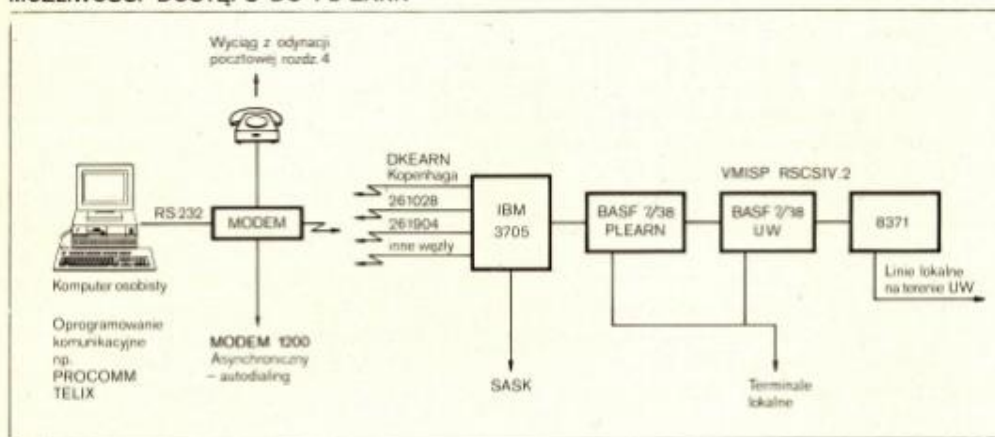 Wyciąg z odynacji
pocztowej rozdz. 4
Komputer osobisty
RS 232
MODEM
Oprogramowanie
komunikacyjne
np.
PROCOMM
TELIX
MODEM 1200
Asynchroniczny
– autodialing
DKEARN
Kopenhaga
261028
261904
inne węzły
IBM
3705
SASK
BASF 7/38
PLEARN
VMISP RSCSIV.2
BASF 7/38
UW
8371
Linie lokalne
na terenie UW
Terminale
lokalne